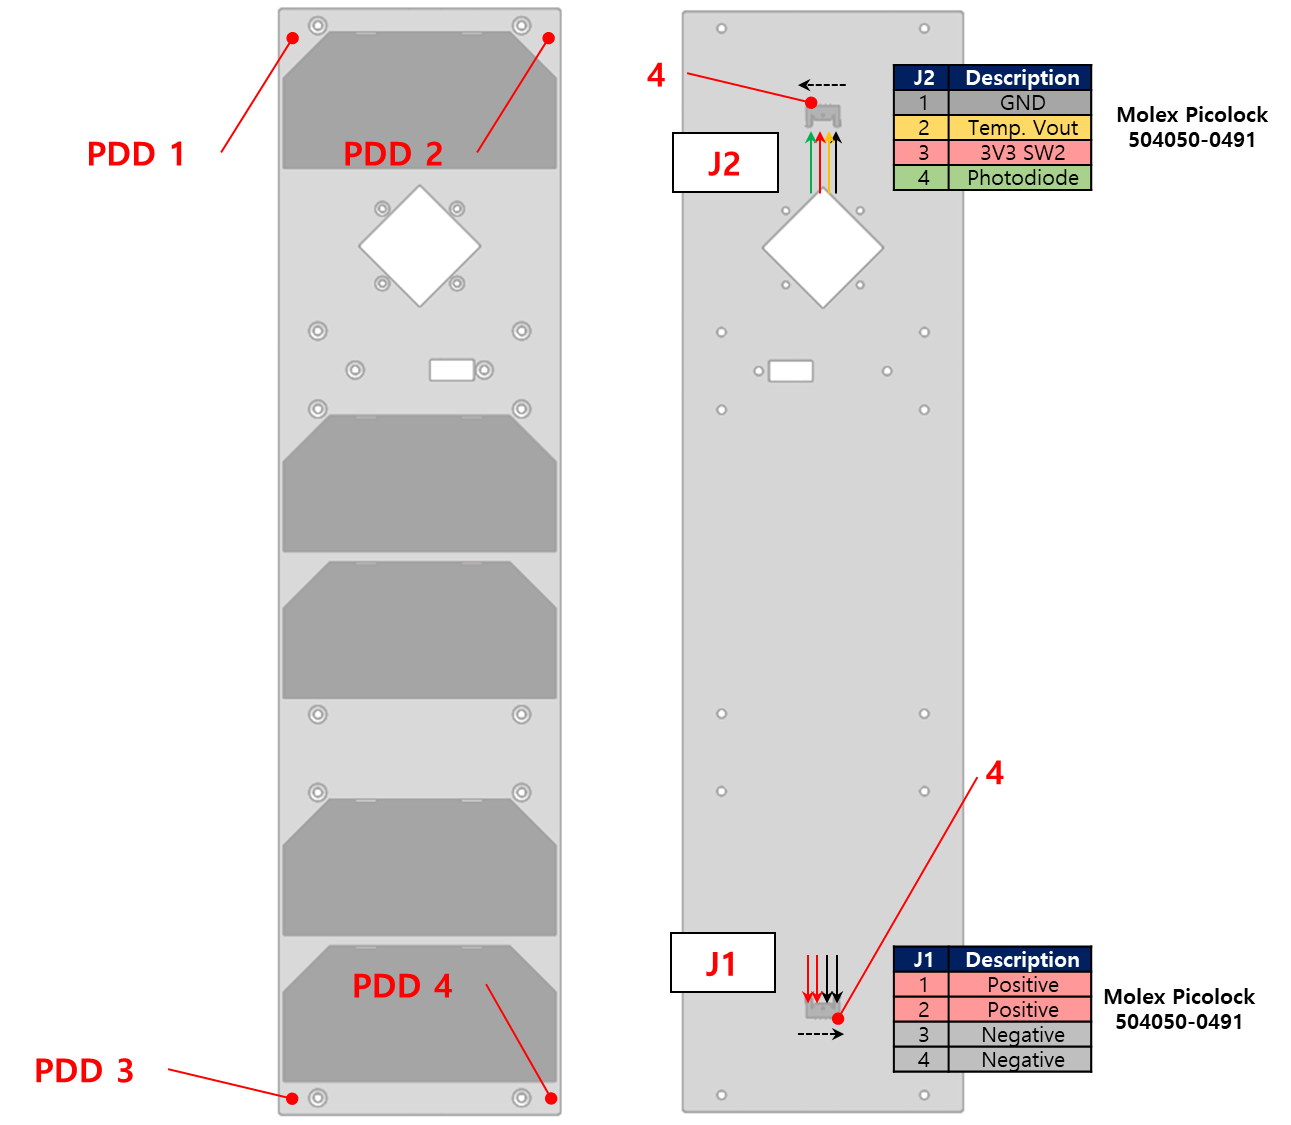 PDD 1
PDD 2
4
J2
J2 Description
1 GND
2 Temp. Vout
3 3V3 SW2
4 Photodiode
Molex Picolock
504050-0491
4
J1
J1 Description
1 Positive
2 Positive
3 Negative
4 Negative
Molex Picolock
504050-0491
PDD 4
PDD 3